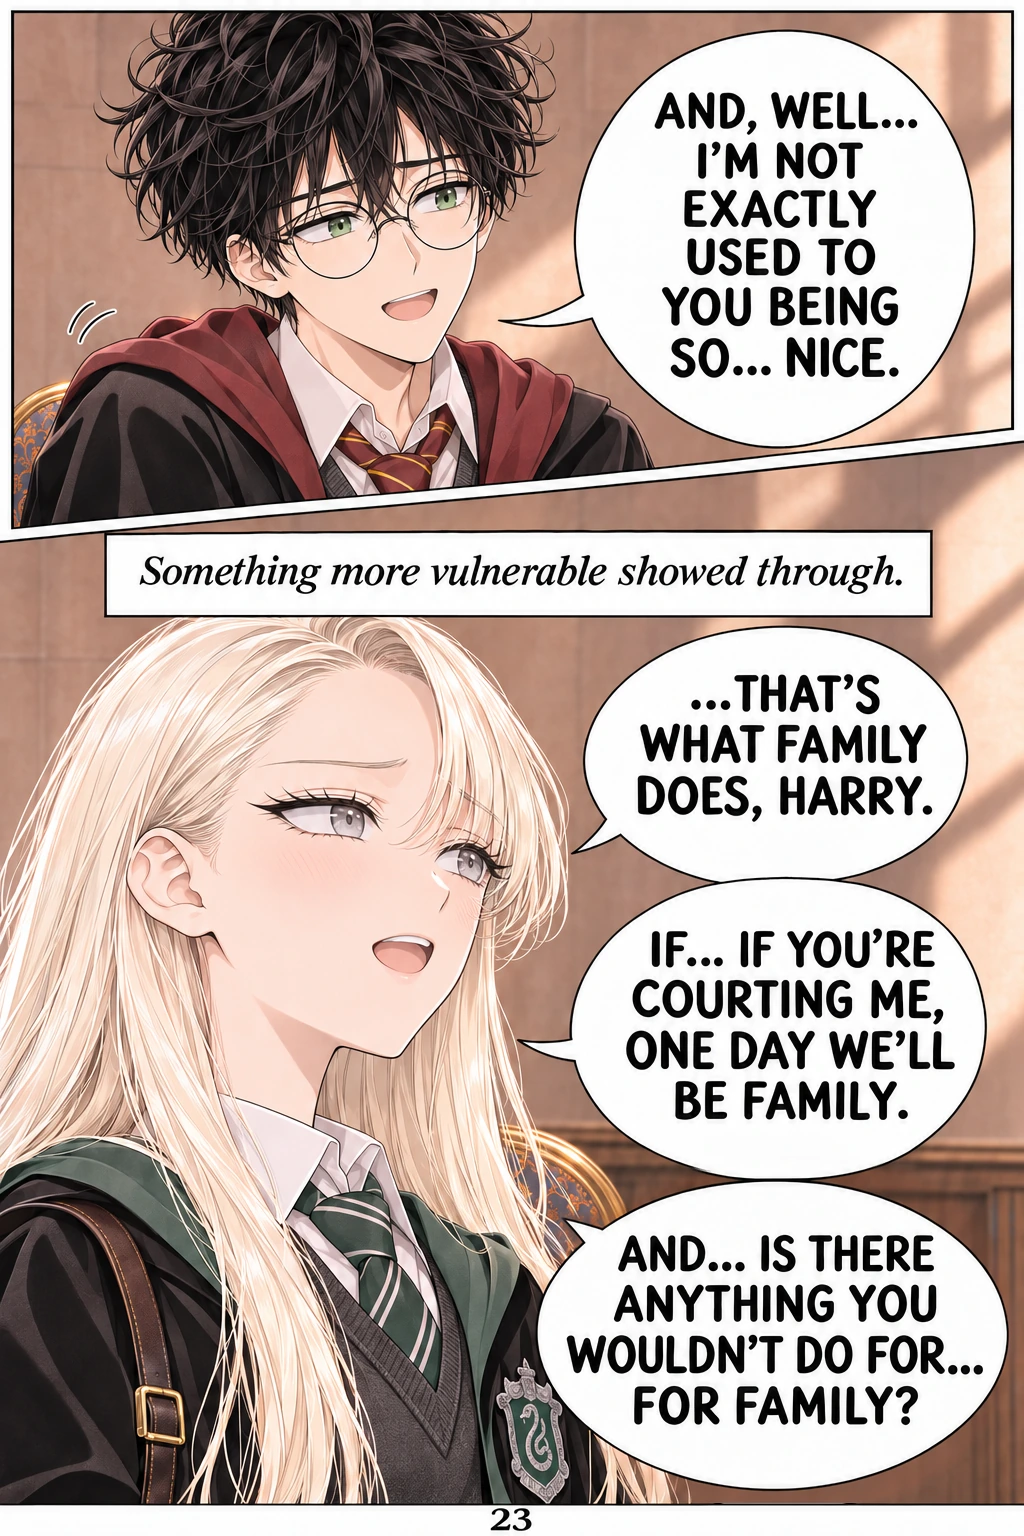 AND, WELL...
I'M NOT
EXACTLY
USED TO
YOU BEING
SO... NICE.
Something more vulnerable showed through.
...THAT'S
WHAT FAMILY
DOES, HARRY.
IF... IF YOU'RE
COURTING ME,
ONE DAY WE'LL
BE FAMILY.
AND... IS THERE
ANYTHING YOU
WOULDN'T DO FOR...
FOR FAMILY?
23